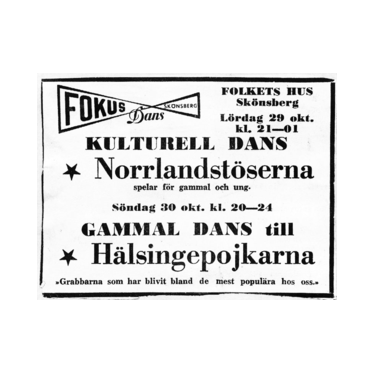 FOKUS
SKÖNSBERG
Dans
FOLKETS HUS
Skönsberg
Lördag 29 okt.
kl. 21—01
KULTURELL DANS
★ Norrlandstöserna
spelar för gammal och ung.
Söndag 30 okt. kl. 20—24
GAMMAL DANS till
★ Hälsingepojkarna
»Grabbarna som har blivit bland de mest populära hos oss.»